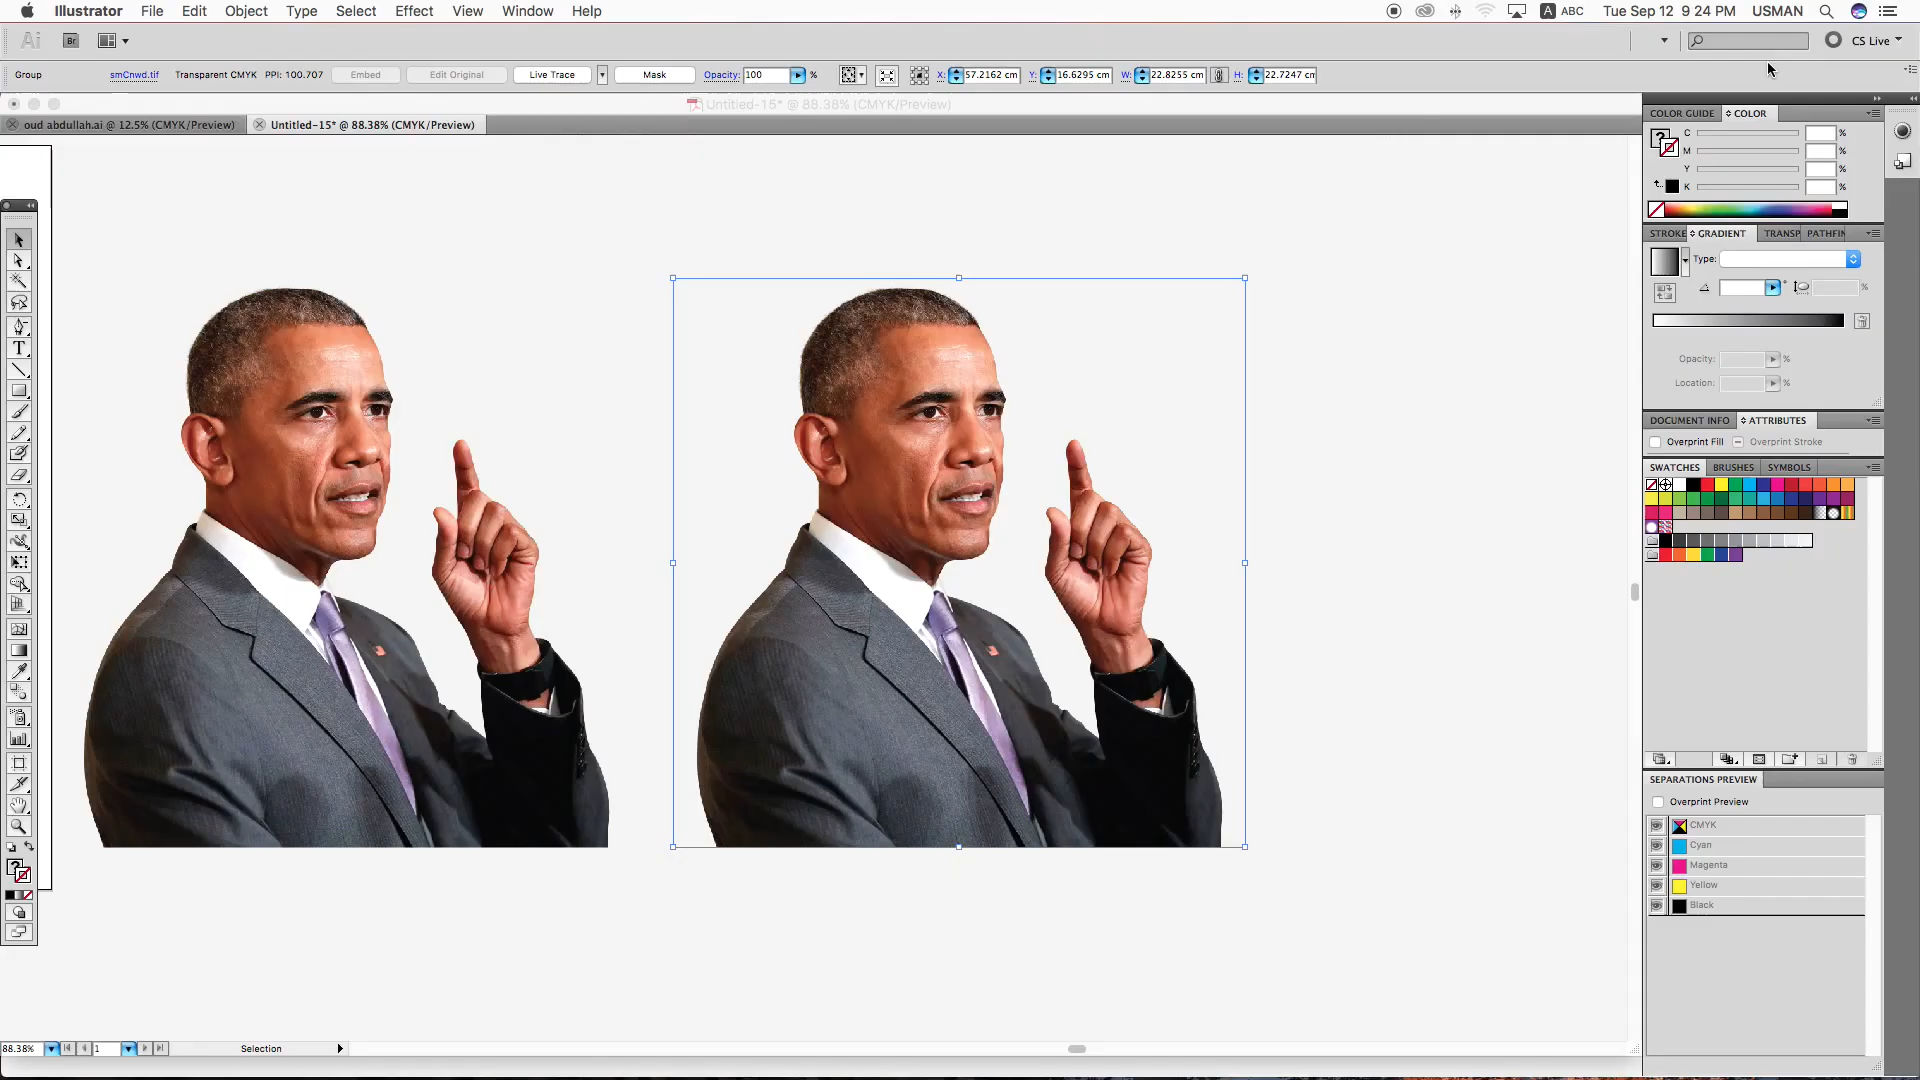 Illustrator File Edit Object Type Select Effect View Window Help A ABC Tue Sep 12 9:24 PM USMAN
Ai Br CS Live
Group smCnwd.tif Transparent CMYK PPI: 100.707 Embed Edit Original Live Trace Mask Opacity: 100 % X: 57.2162 cm Y: 16.6295 cm W: 22.8255 cm H: 22.7247 cm
Untitled-15* @ 88.38% (CMYK/Preview)
oud abdullah.ai @ 12.5% (CMYK/Preview) Untitled-15* @ 88.38% (CMYK/Preview)
COLOR GUIDE COLOR
C %
M %
Y %
K %
STROKE GRADIENT TRANSP PATHFIN
Type:
° %
Opacity: %
Location: %
DOCUMENT INFO ATTRIBUTES
Overprint Fill Overprint Stroke
SWATCHES BRUSHES SYMBOLS
SEPARATIONS PREVIEW
Overprint Preview
CMYK
Cyan
Magenta
Yellow
Black
88.38% 1 Selection